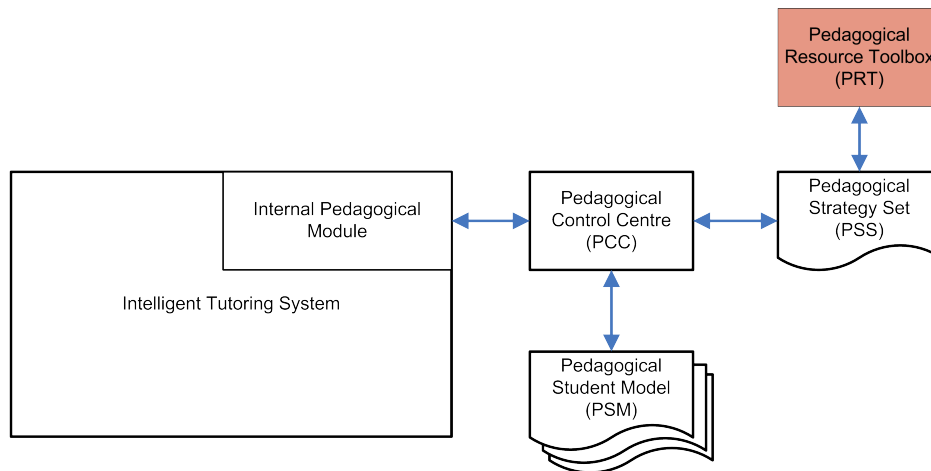 Pedagogical
Resource Toolbox
(PRT)
Internal Pedagogical
Module
Pedagogical
Control Centre
(PCC)
Pedagogical
Strategy Set
(PSS)
Intelligent Tutoring System
Pedagogical
Student Model
(PSM)